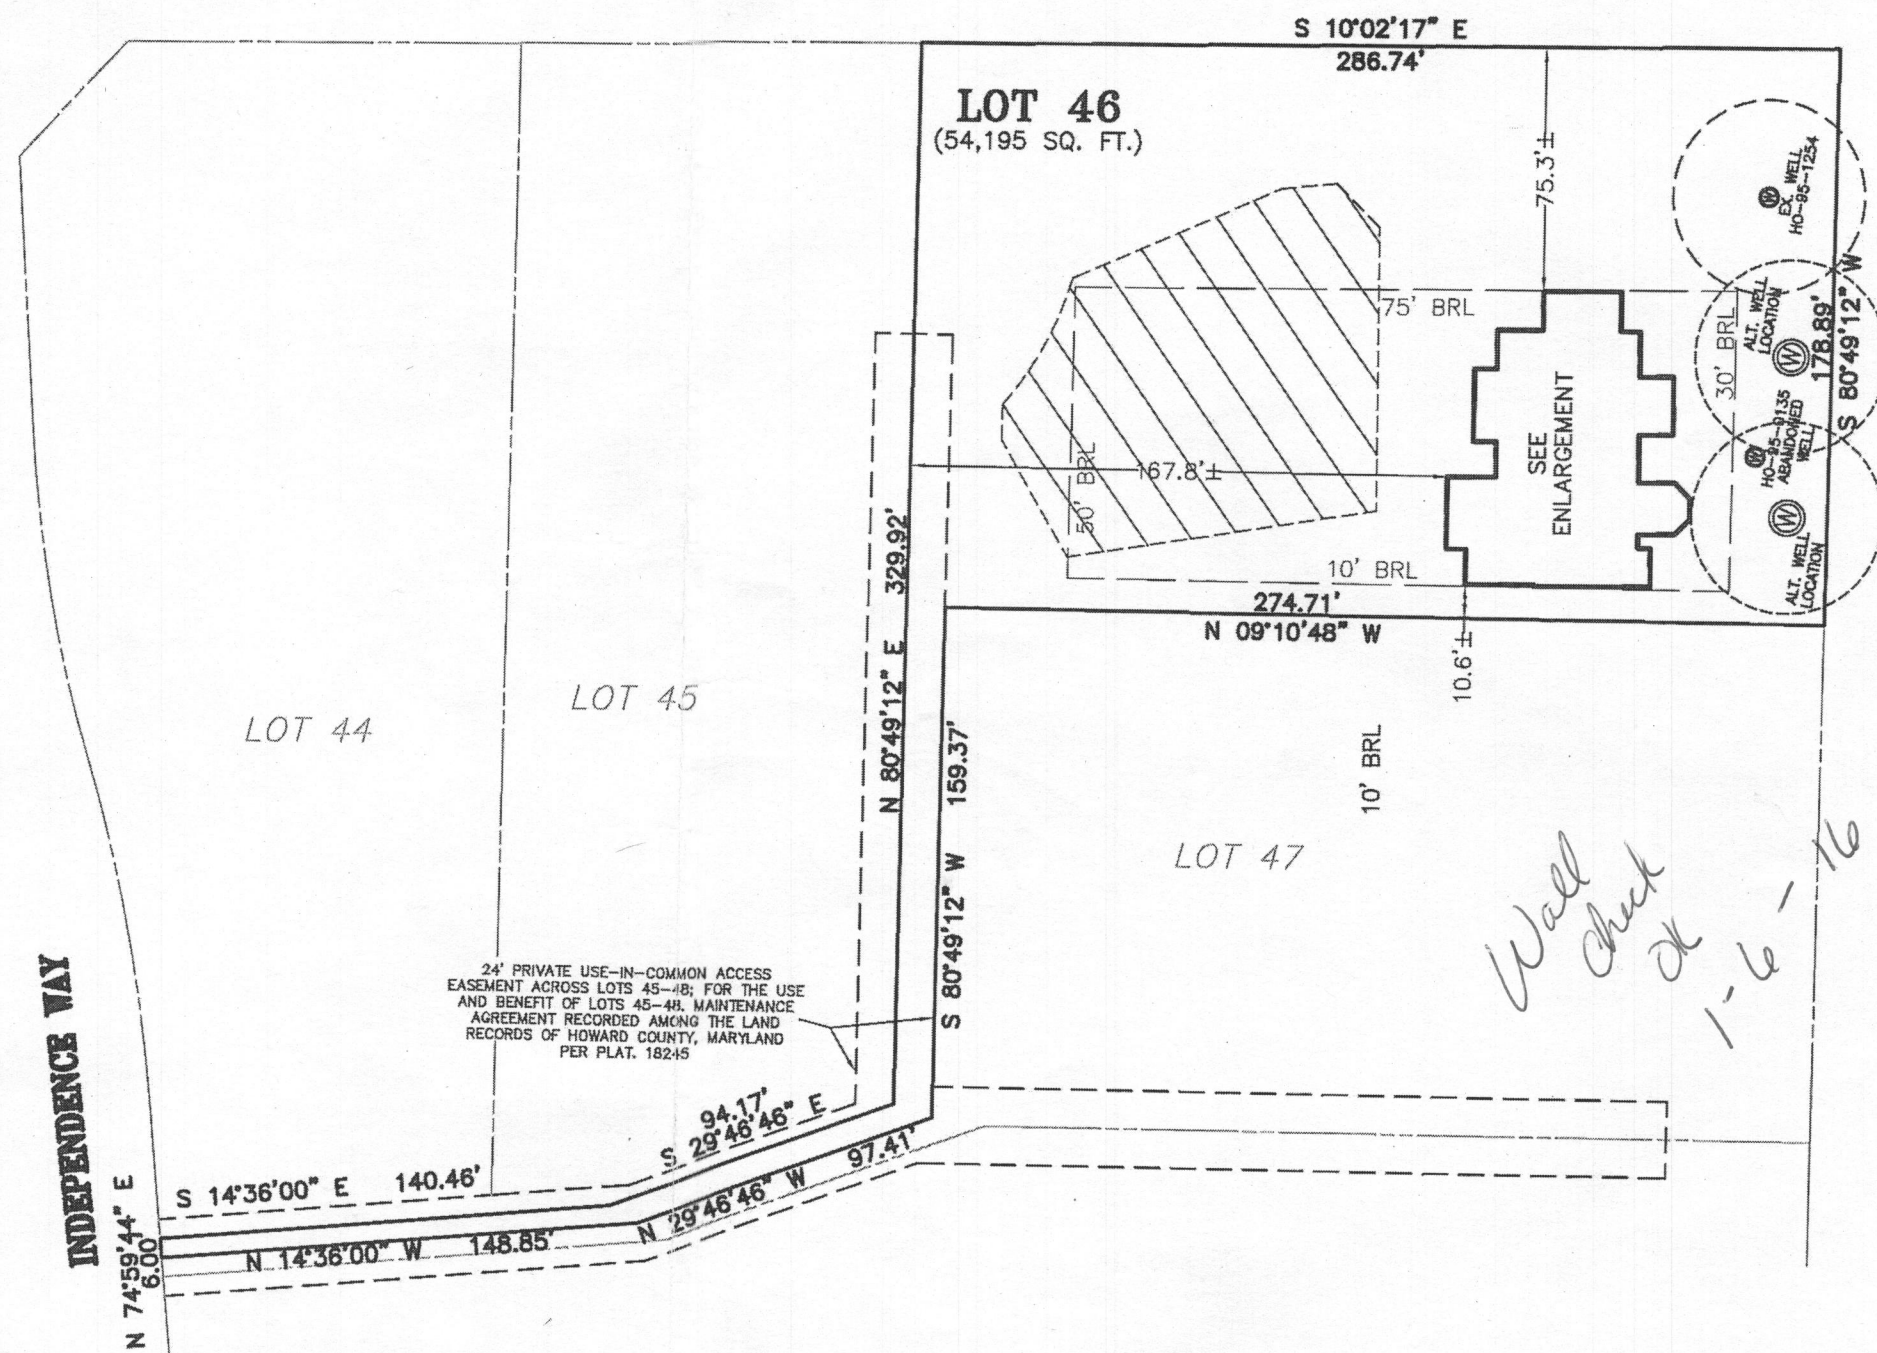 S 10°02'17" E
286.74'
LOT 46
(54,195 SQ. FT.)
75.3'±
EX. WELL
HO-95-1254
W
75' BRL
30' BRL
ALT. WELL
LOCATION
W
178.89'
S 80°49'12" W
SEE
ENLARGEMENT
HO-95-0135
ABANDONED
WELL
W
W
ALT. WELL
LOCATION
50' BRL
167.8'±
10' BRL
274.71'
N 09°10'48" W
10.6'±
N 80°49'12" E 329.92'
S 80°49'12" W 159.37'
LOT 44
LOT 45
LOT 47
10' BRL
Wall
check
ok
1-6-16
24' PRIVATE USE-IN-COMMON ACCESS
EASEMENT ACROSS LOTS 45-48; FOR THE USE
AND BENEFIT OF LOTS 45-48. MAINTENANCE
AGREEMENT RECORDED AMONG THE LAND
RECORDS OF HOWARD COUNTY, MARYLAND
PER PLAT. 18245
INDEPENDENCE WAY
94.17'
S 29°46'46" E
97.41'
N 29°46'46" W
S 14°36'00" E 140.46'
N 14°36'00" W 148.85'
N 74°59'44" E
6.00'